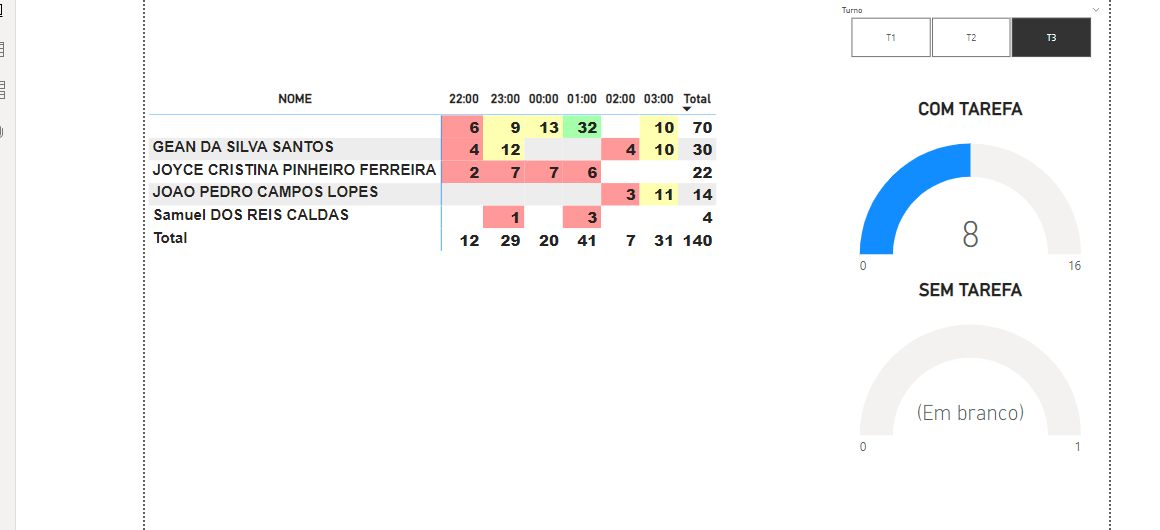 Turno
T1 T2 T3
NOME 22:00 23:00 00:00 01:00 02:00 03:00 Total
6 9 13 32 10 70
GEAN DA SILVA SANTOS 4 12 4 10 30
JOYCE CRISTINA PINHEIRO FERREIRA 2 7 7 6 22
JOAO PEDRO CAMPOS LOPES 3 11 14
Samuel DOS REIS CALDAS 1 3 4
Total 12 29 20 41 7 31 140
COM TAREFA
8
0 16
SEM TAREFA
(Em branco)
0 1